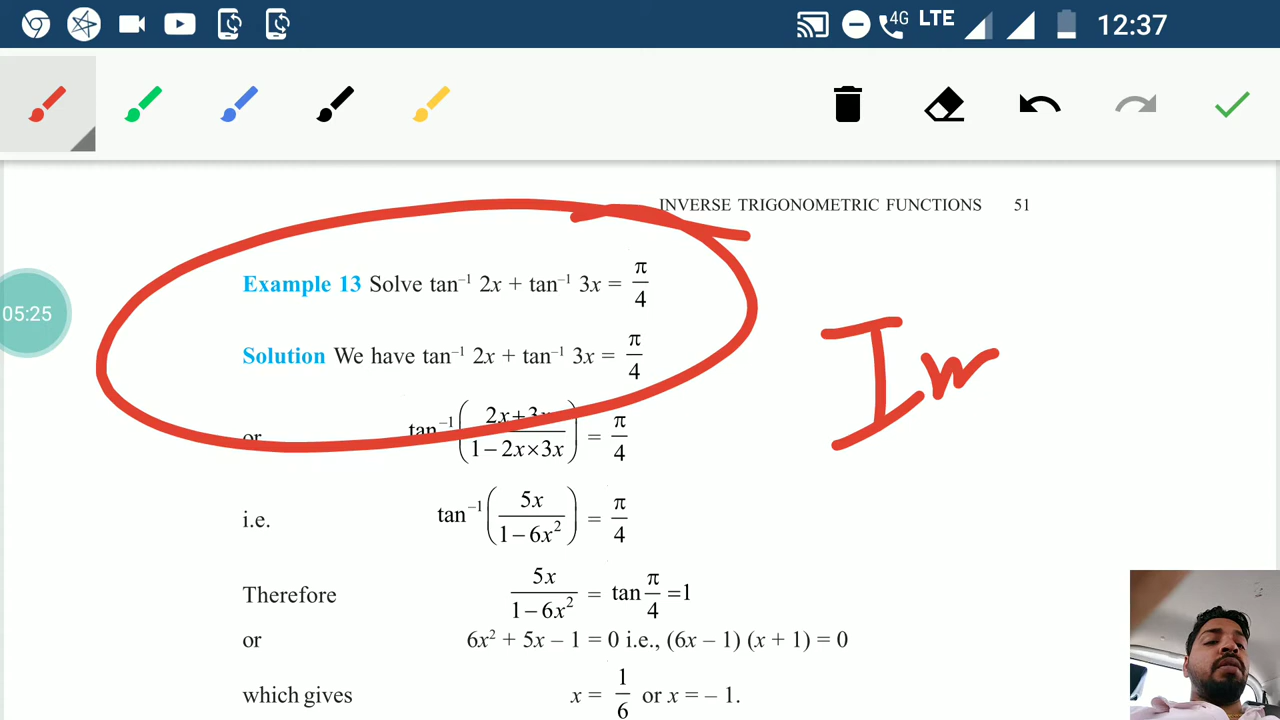 4G LTE 12:37
INVERSE TRIGONOMETRIC FUNCTIONS 51
05:25
Example 13 Solve tan⁻¹ 2x + tan⁻¹ 3x = π/4
Solution We have tan⁻¹ 2x + tan⁻¹ 3x = π/4
or tan⁻¹ ((2x+3x)/(1−2x×3x)) = π/4
Im
i.e. tan⁻¹ (5x/(1−6x²)) = π/4
Therefore 5x/(1−6x²) = tan π/4 =1
or 6x² + 5x − 1 = 0 i.e., (6x − 1) (x + 1) = 0
which gives x = 1/6 or x = − 1.